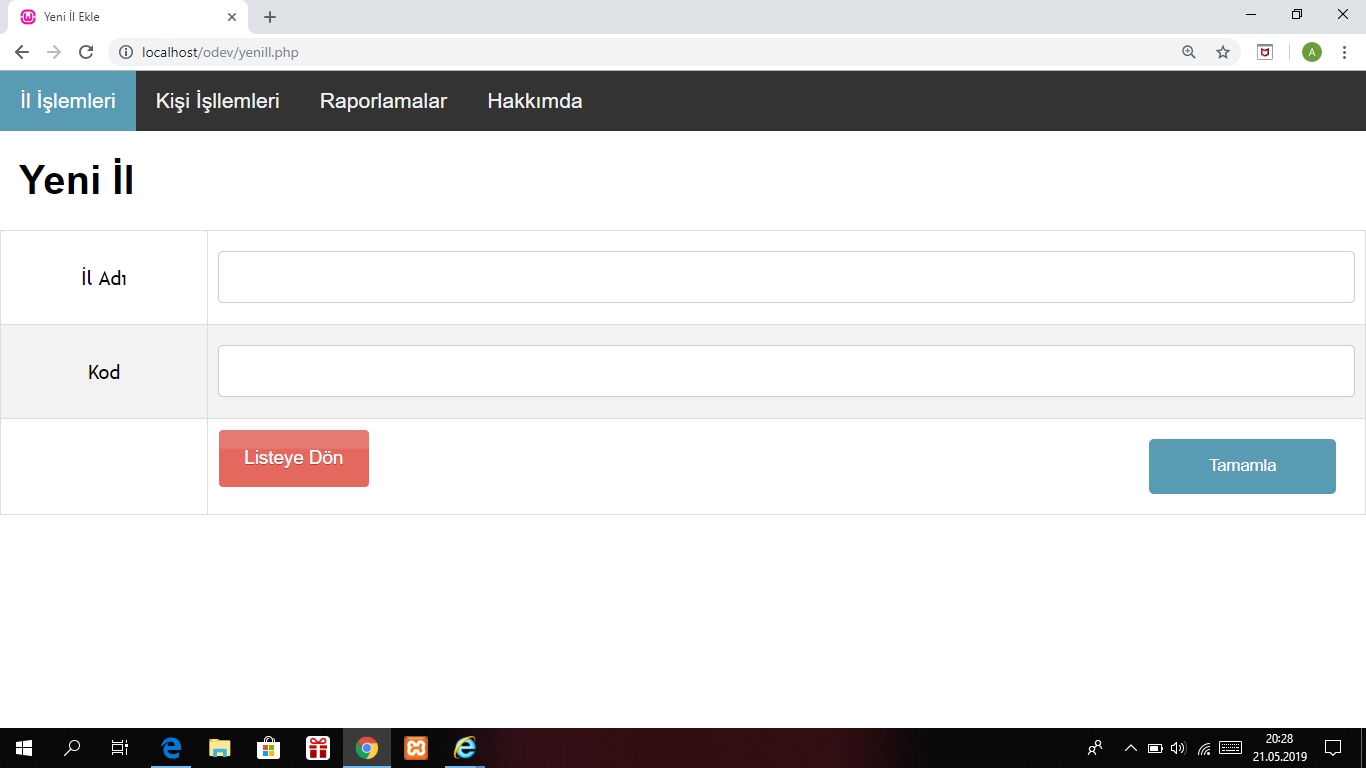 Yeni İl Ekle
localhost/odev/yenill.php
A
İl İşlemleri Kişi İşllemleri Raporlamalar Hakkımda
Yeni İl
İl Adı
Kod
Listeye Dön Tamamla
20:28
21.05.2019